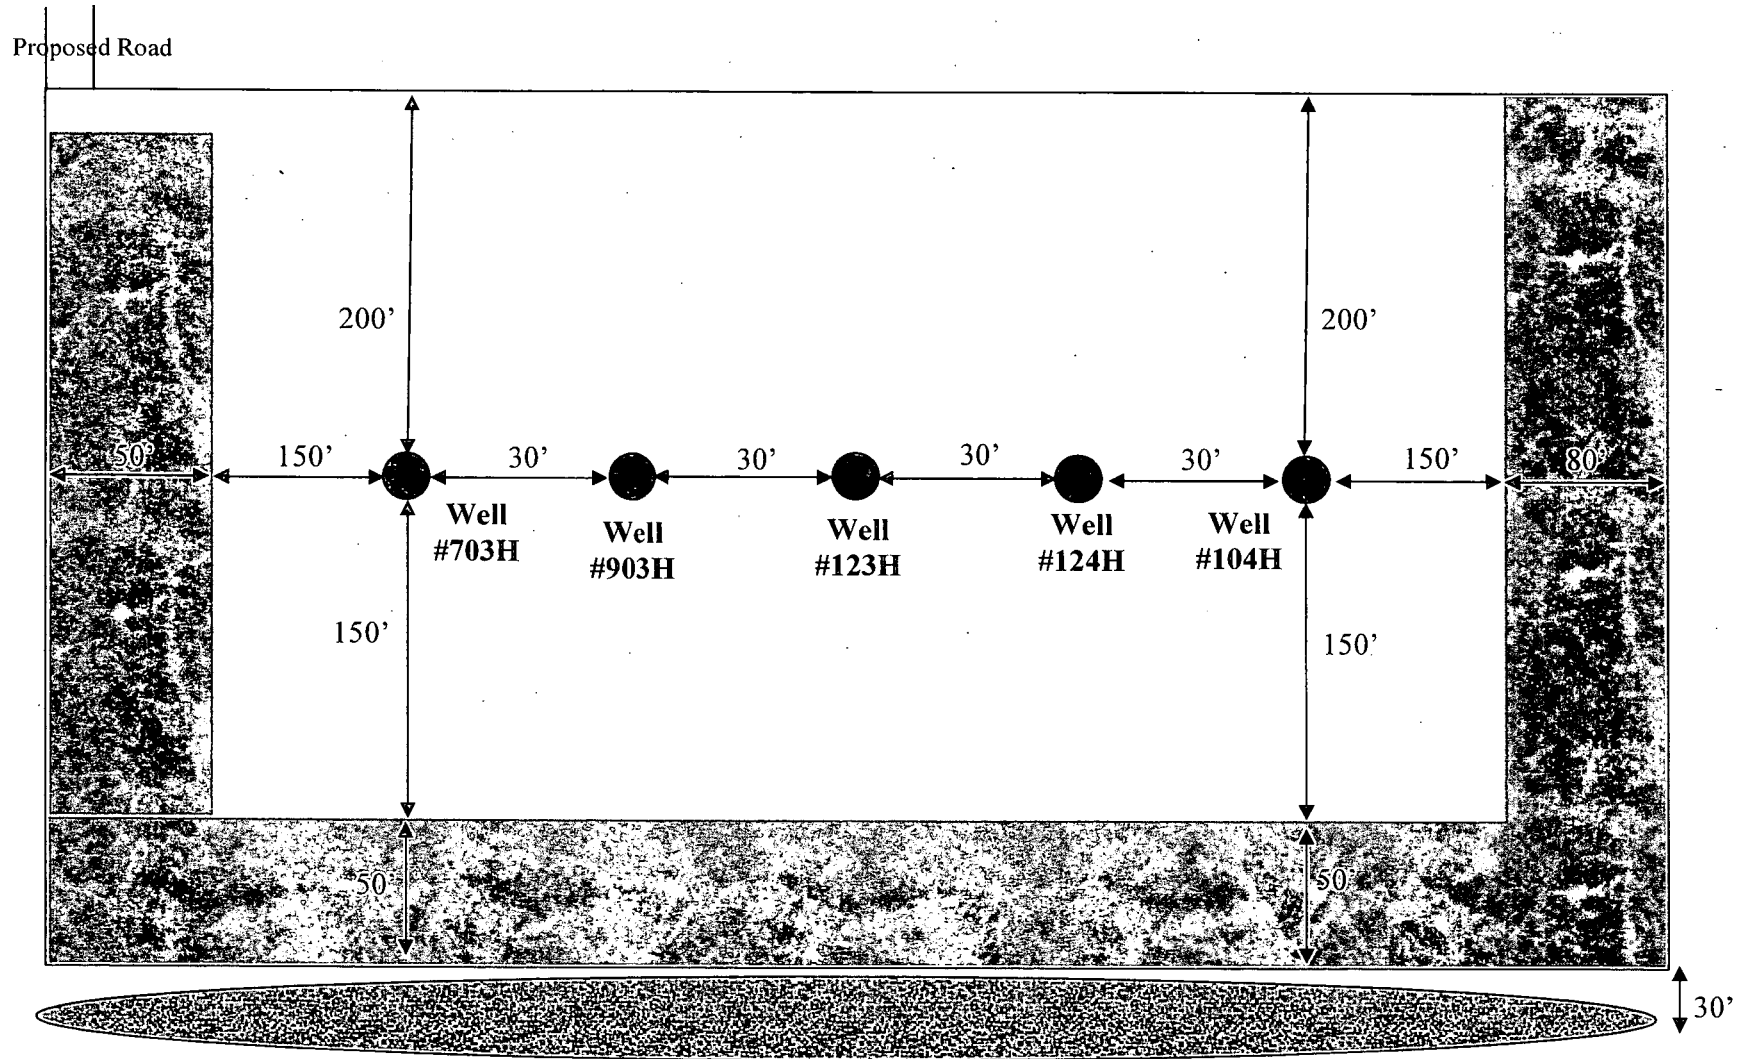 Proposed Road
200’
200’
50’
150’
30’
30’
30’
30’
150’
80’
Well
#703H
Well
#903H
Well
#123H
Well
#124H
Well
#104H
150’
150’
50’
50’
30’